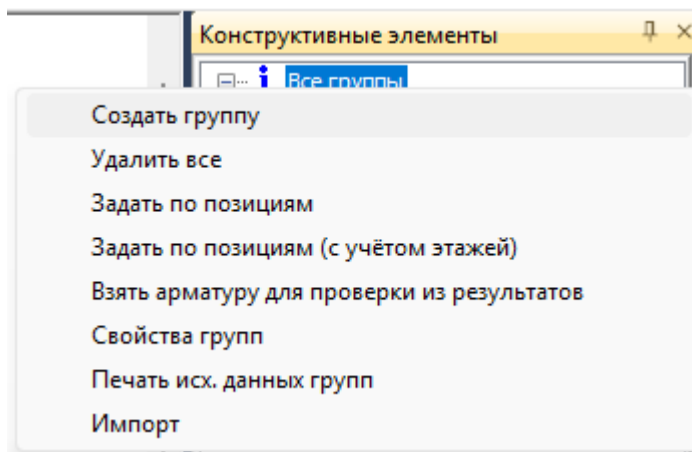 Конструктивные элементы
Все группы
Создать группу
Удалить все
Задать по позициям
Задать по позициям (с учётом этажей)
Взять арматуру для проверки из результатов
Свойства групп
Печать исх. данных групп
Импорт